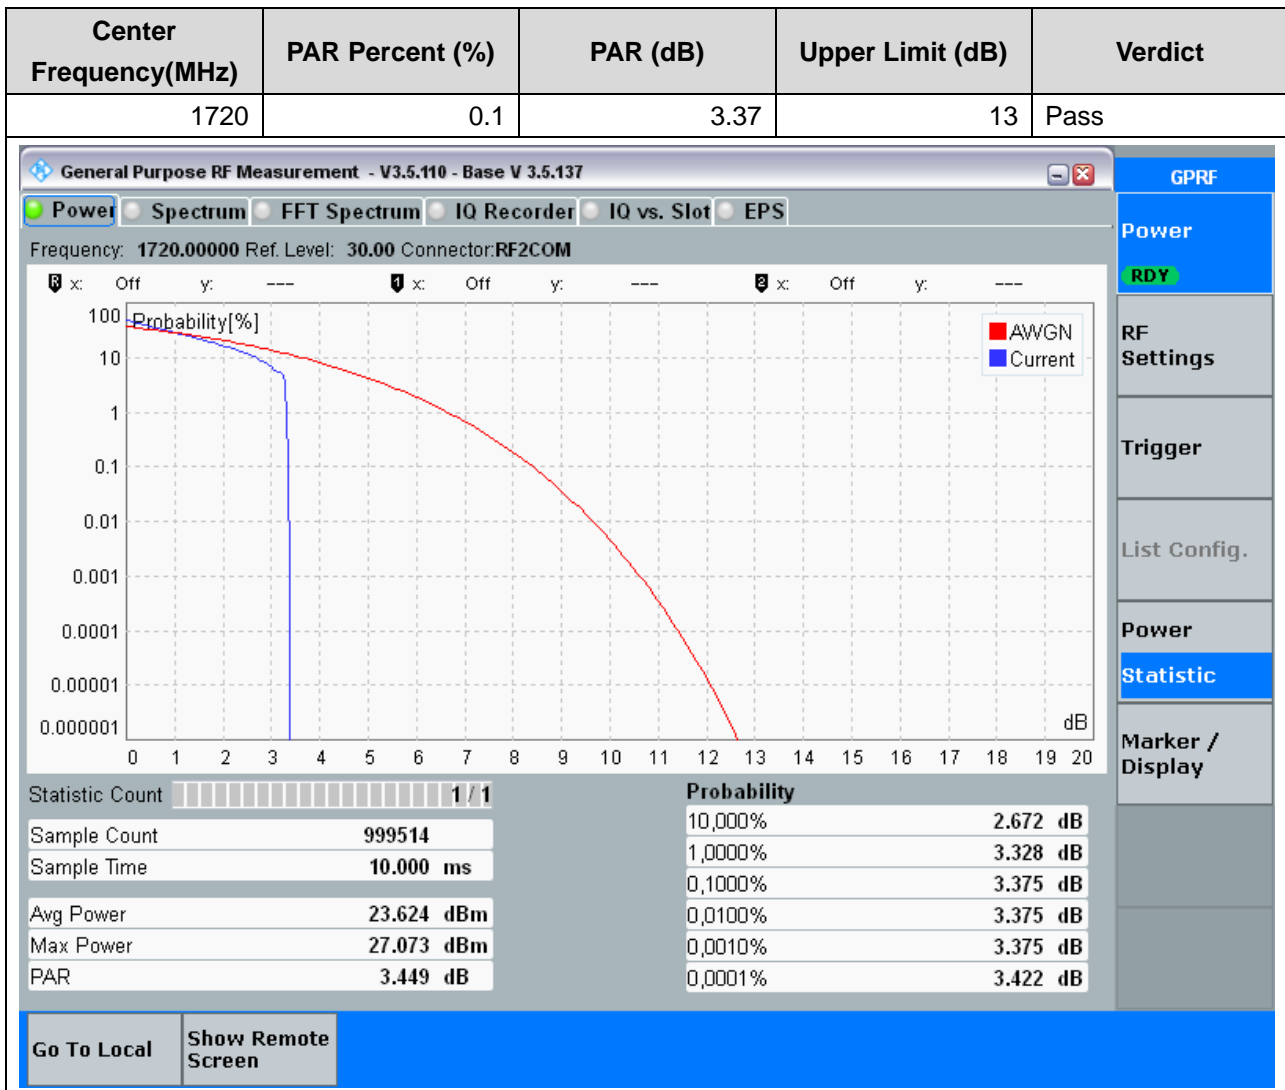 Center Frequency(MHz) PAR Percent (%) PAR (dB) Upper Limit (dB) Verdict
1720 0.1 3.37 13 Pass
General Purpose RF Measurement - V3.5.110 - Base V 3.5.137
GPRF
Power Spectrum FFT Spectrum IQ Recorder IQ vs. Slot EPS
Frequency: 1720.00000 Ref. Level: 30.00 Connector:RF2COM
R x: Off y: --- 1 x: Off y: --- 2 x: Off y: ---
Probability[%]
AWGN
Current
100
10
1
0.1
0.01
0.001
0.0001
0.00001
0.000001
dB
0 1 2 3 4 5 6 7 8 9 10 11 12 13 14 15 16 17 18 19 20
Statistic Count 1 / 1
Sample Count 999514
Sample Time 10.000 ms
Avg Power 23.624 dBm
Max Power 27.073 dBm
PAR 3.449 dB
Probability
10,000% 2.672 dB
1,0000% 3.328 dB
0,1000% 3.375 dB
0,0100% 3.375 dB
0,0010% 3.375 dB
0,0001% 3.422 dB
Power
RDY
RF
Settings
Trigger
List Config.
Power
Statistic
Marker /
Display
Go To Local
Show Remote
Screen